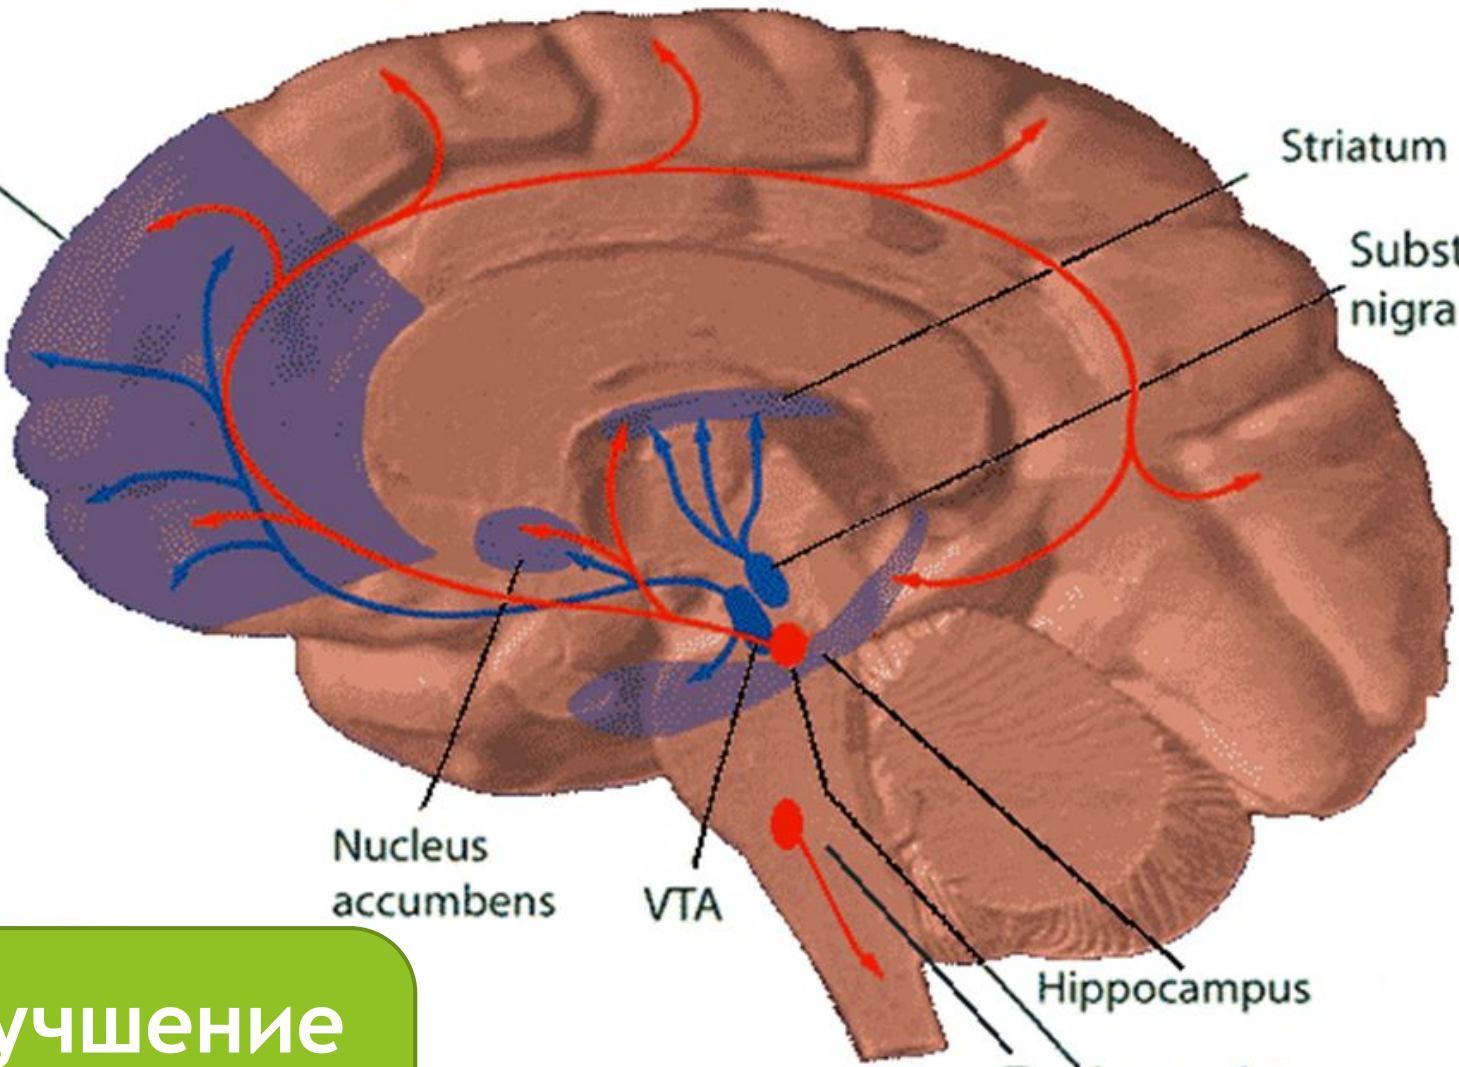 Striatum
Subst
nigra
Nucleus
accumbens
VTA
Hippocampus
учшение